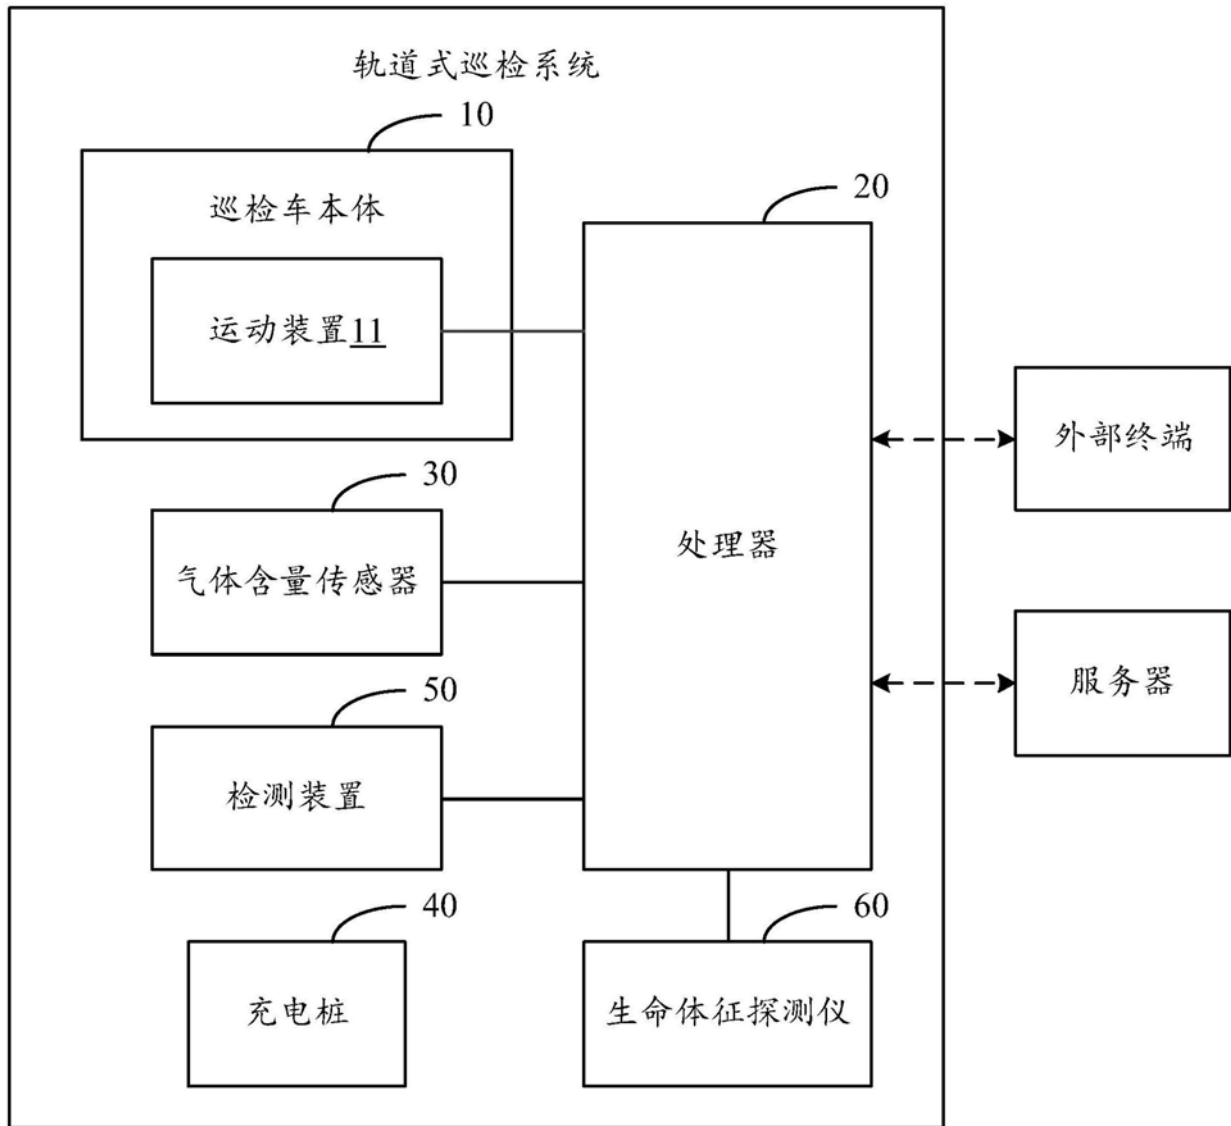 轨道式巡检系统
10
巡检车本体
20
运动装置11
外部终端
30
处理器
气体含量传感器
服务器
50
检测装置
40
60
充电桩
生命体征探测仪